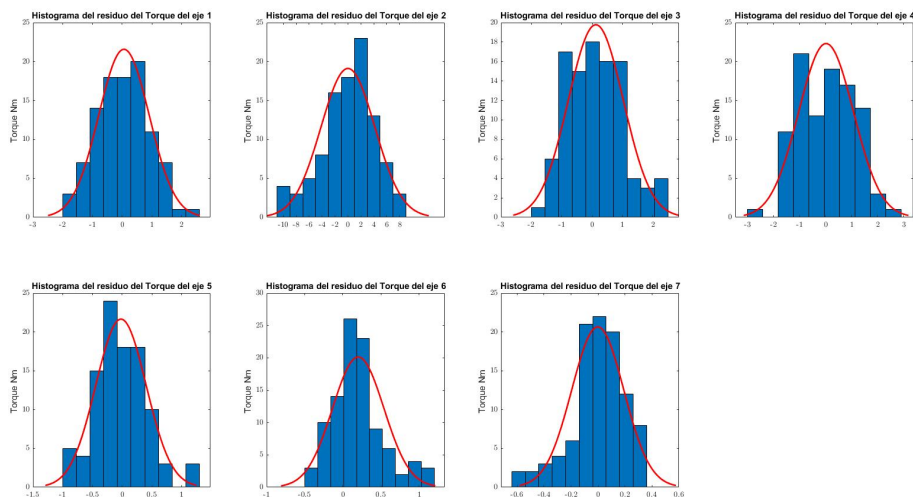 Histograma del residuo del Torque del eje 1
Torque Nm
25
20
15
10
5
0
-3 -2 -1 0 1 2 3
Histograma del residuo del Torque del eje 2
Torque Nm
25
20
15
10
5
0
-10 -8 -6 -4 -2 0 2 4 6 8
Histograma del residuo del Torque del eje 3
Torque Nm
20
18
16
14
12
10
8
6
4
2
0
-3 -2 -1 0 1 2
Histograma del residuo del Torque del eje 4
Torque Nm
25
20
15
10
5
0
-3 -2 -1 0 1 2 3
Histograma del residuo del Torque del eje 5
Torque Nm
25
20
15
10
5
0
-1.5 -1 -0.5 0 0.5 1
Histograma del residuo del Torque del eje 6
Torque Nm
30
25
20
15
10
5
0
-1 -0.5 0 0.5 1
Histograma del residuo del Torque del eje 7
Torque Nm
25
20
15
10
5
0
-0.6 -0.4 -0.2 0 0.2 0.4 0.6